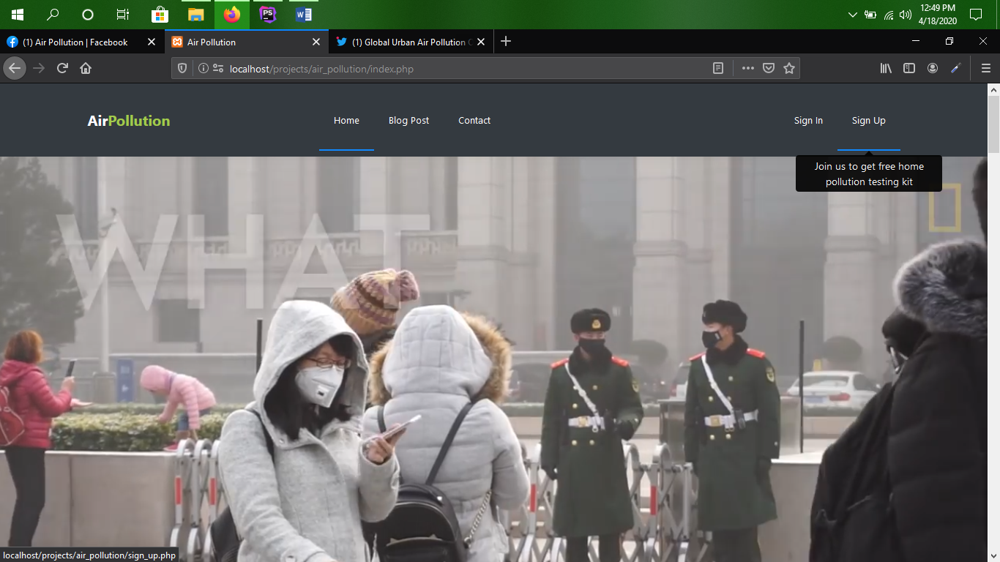 12:49 PM
4/18/2020
(1) Air Pollution | Facebook
Air Pollution
(1) Global Urban Air Pollution
localhost/projects/air_pollution/index.php
AirPollution
Home
Blog Post
Contact
Sign In
Sign Up
Join us to get free home
pollution testing kit
WHAT
localhost/projects/air_pollution/sign_up.php